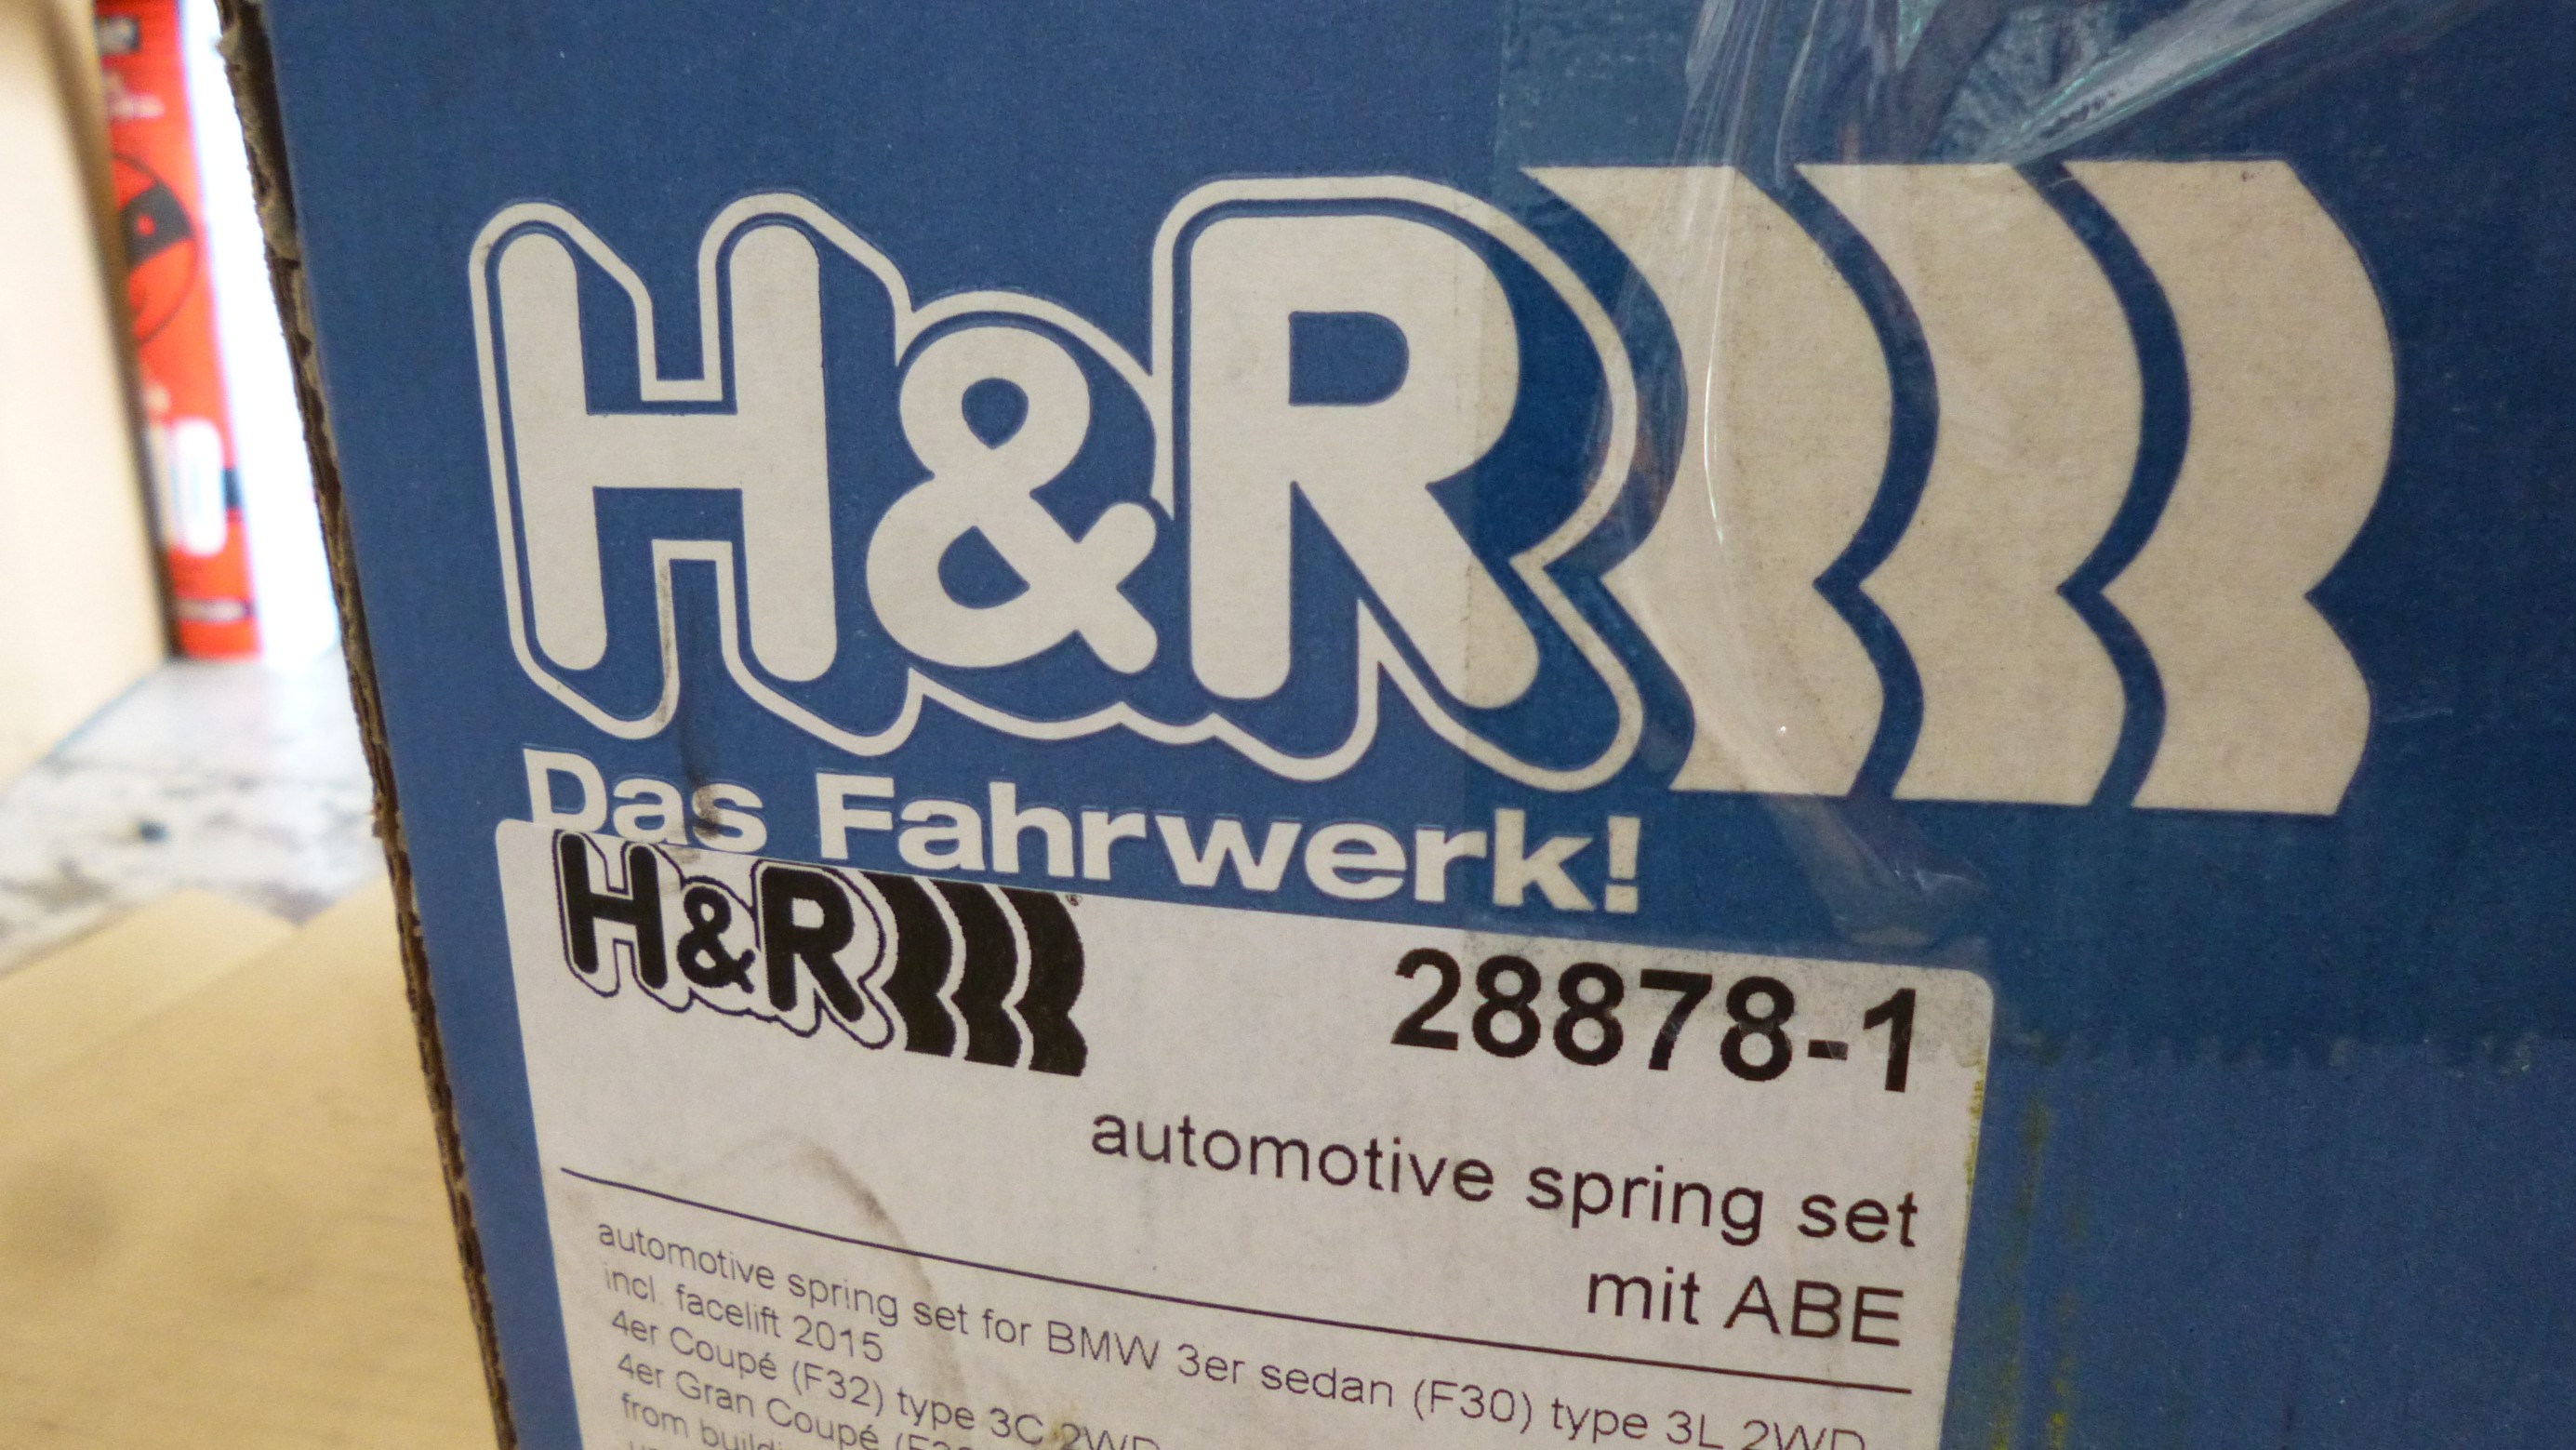 H&R
Das Fahrwerk!
H&R ®
28878-1
automotive spring set
mit ABE
automotive spring set for BMW 3er sedan (F30) type 3L 2WD
incl. facelift 2015
4er Coupé (F32) type 3C 2WD
4er Gran Coupé
from